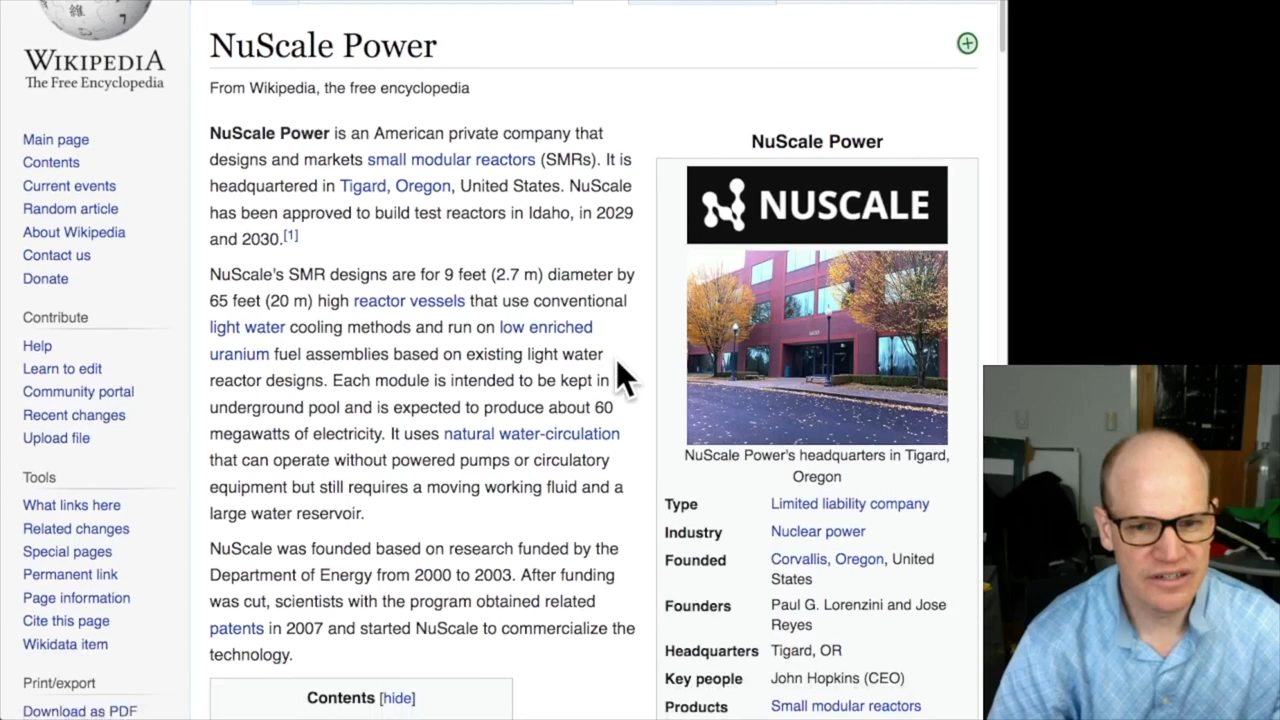 WIKIPEDIA
The Free Encyclopedia
Main page
Contents
Current events
Random article
About Wikipedia
Contact us
Donate
Contribute
Help
Learn to edit
Community portal
Recent changes
Upload file
Tools
What links here
Related changes
Special pages
Permanent link
Page information
Cite this page
Wikidata item
Print/export
Download as PDF
NuScale Power
From Wikipedia, the free encyclopedia
NuScale Power is an American private company that
designs and markets small modular reactors (SMRs). It is
headquartered in Tigard, Oregon, United States. NuScale
has been approved to build test reactors in Idaho, in 2029
and 2030.[1]
NuScale's SMR designs are for 9 feet (2.7 m) diameter by
65 feet (20 m) high reactor vessels that use conventional
light water cooling methods and run on low enriched
uranium fuel assemblies based on existing light water
reactor designs. Each module is intended to be kept in
underground pool and is expected to produce about 60
megawatts of electricity. It uses natural water-circulation
that can operate without powered pumps or circulatory
equipment but still requires a moving working fluid and a
large water reservoir.
NuScale was founded based on research funded by the
Department of Energy from 2000 to 2003. After funding
was cut, scientists with the program obtained related
patents in 2007 and started NuScale to commercialize the
technology.
Contents [hide]
NuScale Power
NUSCALE
NuScale Power's headquarters in Tigard,
Oregon
Type Limited liability company
Industry Nuclear power
Founded Corvallis, Oregon, United
States
Founders Paul G. Lorenzini and Jose
Reyes
Headquarters Tigard, OR
Key people John Hopkins (CEO)
Products Small modular reactors